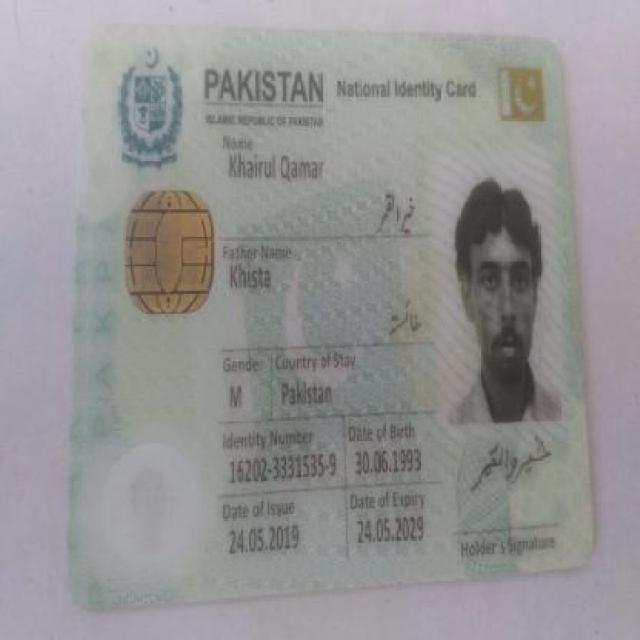 PAKISTAN National Identity Card
ISLAMIC REPUBLIC OF PAKISTAN
Name
Khairul Qamar
خیر القمر
Father Name
Khista
خائستہ
Gender Country of Stay
M Pakistan
Identity Number Date of Birth
16202-3331535-9 30.06.1993
Date of Issue Date of Expiry
24.05.2019 24.05.2029
Holder's Signature